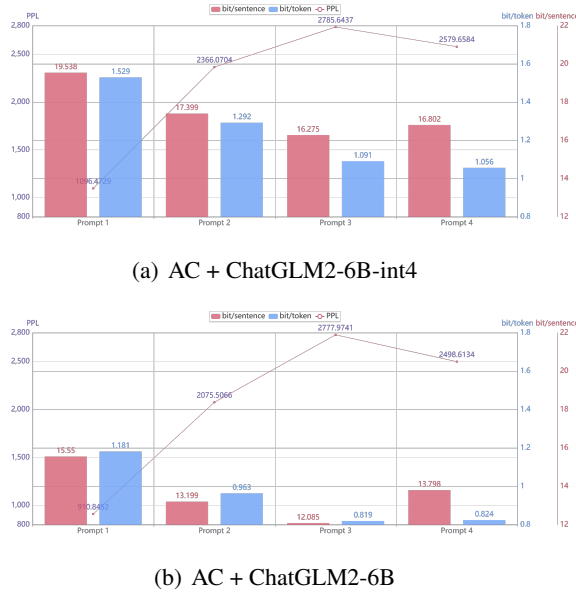 bit/sentence bit/token PPL
PPL bit/token bit/sentence
2,800 1.8 22
2785.6437
2579.6584
2,500
2366.0704
1.6 20
19.538 1.529
2,000
17.399
1.4 18
1.292
16.275
16.802
1,500
1.2 16
1.091
1.056
1096.4729
1,000 1 14
800 0.8 12
Prompt 1 Prompt 2 Prompt 3 Prompt 4
(a) AC + ChatGLM2-6B-int4
bit/sentence bit/token PPL
PPL bit/token bit/sentence
2,800 1.8 22
2777.9741
2498.6134
2,500
1.6 20
2075.5066
2,000
1.4 18
1.2 16
15.55 1.181
1,500
1 14
13.199 0.963
13.798
910.8452
12.085 0.819
0.824
1,000
800 0.8 12
Prompt 1 Prompt 2 Prompt 3 Prompt 4
(b) AC + ChatGLM2-6B